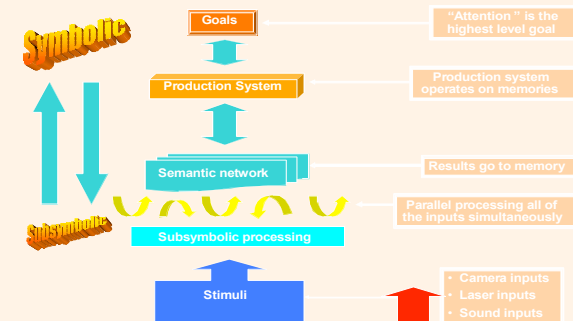 Symbolic
Goals
“Attention” is the
highest level goal
Production System
Production system
operates on memories
Semantic network
Results go to memory
Parallel processing all of
the inputs simultaneously
Subsymbolic
Subsymbolic processing
Stimuli
• Camera inputs
• Laser inputs
• Sound inputs